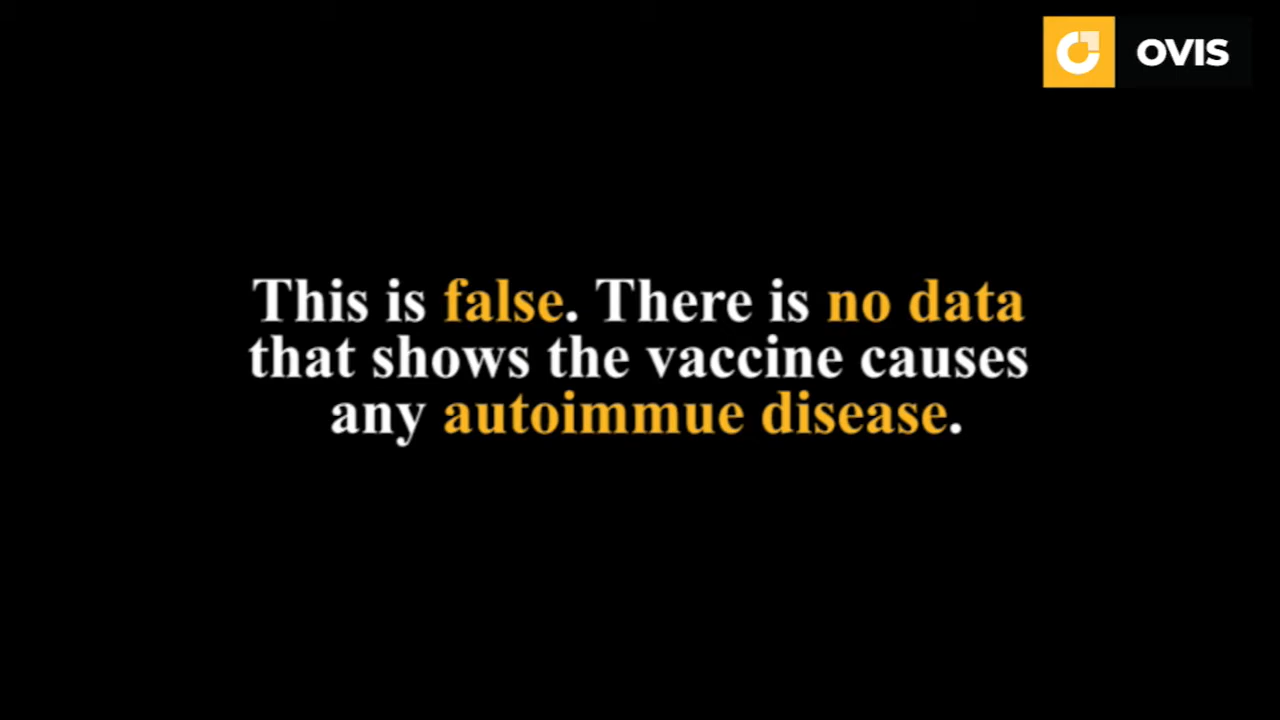 OVIS
This is false. There is no data
that shows the vaccine causes
any autoimmue disease.